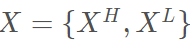 X = {X^H, X^L}